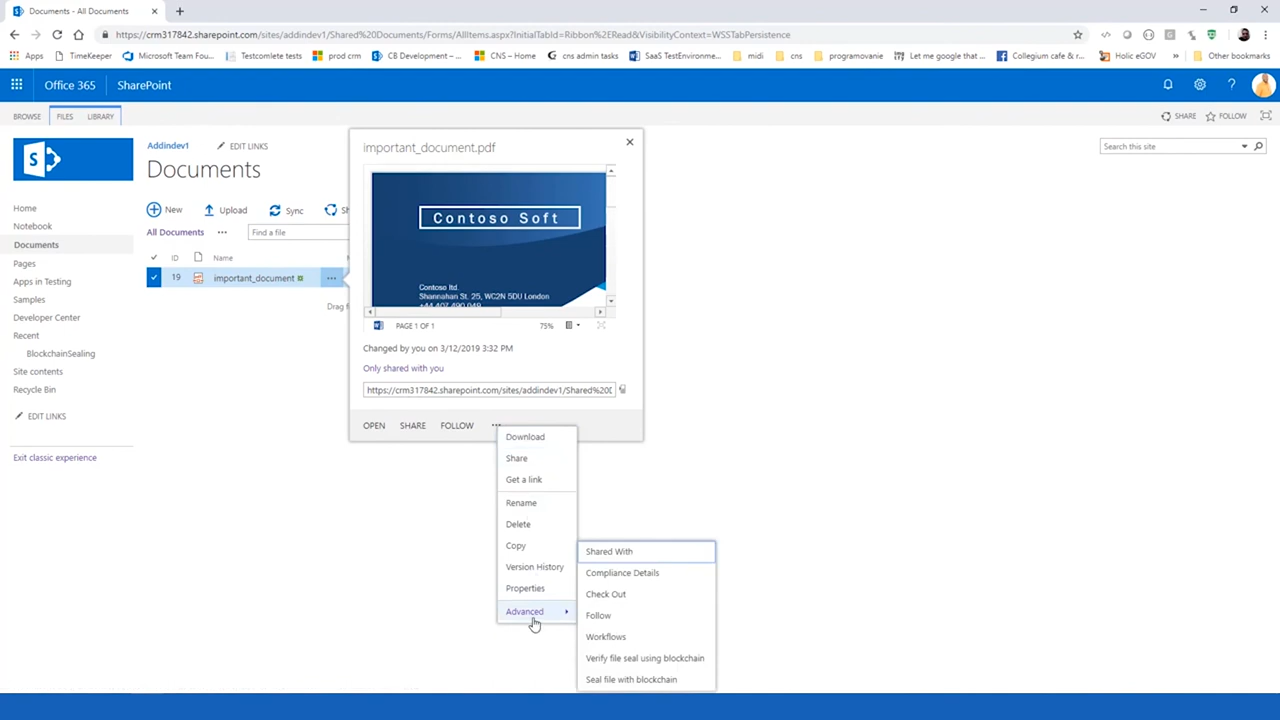 Documents - All Documents
https://crm317842.sharepoint.com/sites/addindev1/Shared%20Documents/Forms/AllItems.aspx?InitialTabId=Ribbon%2ERead&VisibilityContext=WSSTabPersistence
Apps TimeKeeper Microsoft Team Fou... Testcomlete tests prod crm CB Development – ... CNS – Home cns admin tasks SaaS TestEnvironme... midi cns programovanie Let me google that ... Collegium cafe & r... Holic eGOV » Other bookmarks
Office 365 SharePoint ?
BROWSE FILES LIBRARY SHARE FOLLOW
Addindev1 EDIT LINKS
Documents
Search this site
Home
Notebook
Documents
Pages
Apps in Testing
Samples
Developer Center
Recent
BlockchainSealing
Site contents
Recycle Bin
EDIT LINKS
Exit classic experience
New Upload Sync Sh
All Documents ... Find a file
ID Name
19 important_document ...
Drag f
important_document.pdf
Contoso Soft
Contoso ltd.
Shannahan St. 25, WC2N 5DU London
+44 407 490 049
PAGE 1 OF 1 75%
Changed by you on 3/12/2019 3:32 PM
Only shared with you
https://crm317842.sharepoint.com/sites/addindev1/Shared%20D
OPEN SHARE FOLLOW ...
Download
Share
Get a link
Rename
Delete
Copy
Version History
Properties
Advanced
Shared With
Compliance Details
Check Out
Follow
Workflows
Verify file seal using blockchain
Seal file with blockchain